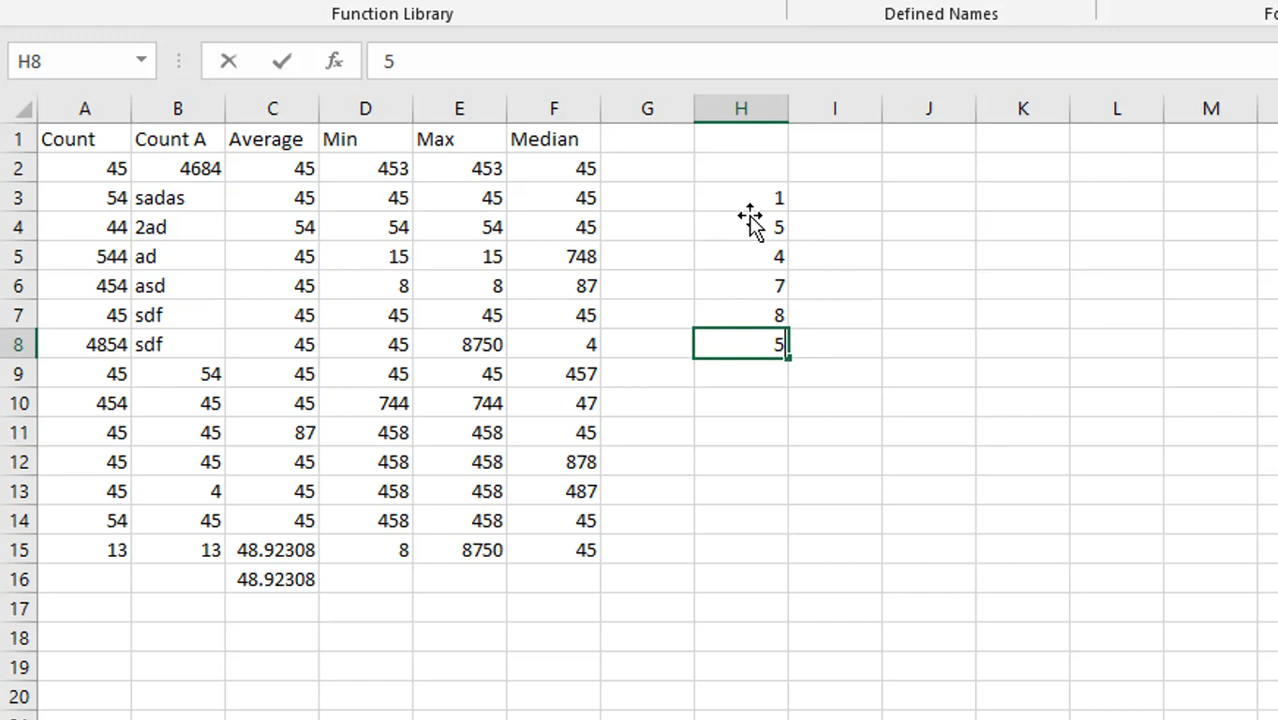 Function Library Defined Names
H8 fx 5
A B C D E F G H I J K L M
1 Count Count A Average Min Max Median
2 45 4684 45 453 453 45
3 54 sadas 45 45 45 45 1
4 44 2ad 54 54 54 45 5
5 544 ad 45 15 15 748 4
6 454 asd 45 8 8 87 7
7 45 sdf 45 45 45 45 8
8 4854 sdf 45 45 8750 4 5
9 45 54 45 45 45 457
10 454 45 45 744 744 47
11 45 45 87 458 458 45
12 45 45 45 458 458 878
13 45 4 45 458 458 487
14 54 45 45 458 458 45
15 13 13 48.92308 8 8750 45
16 48.92308
17
18
19
20